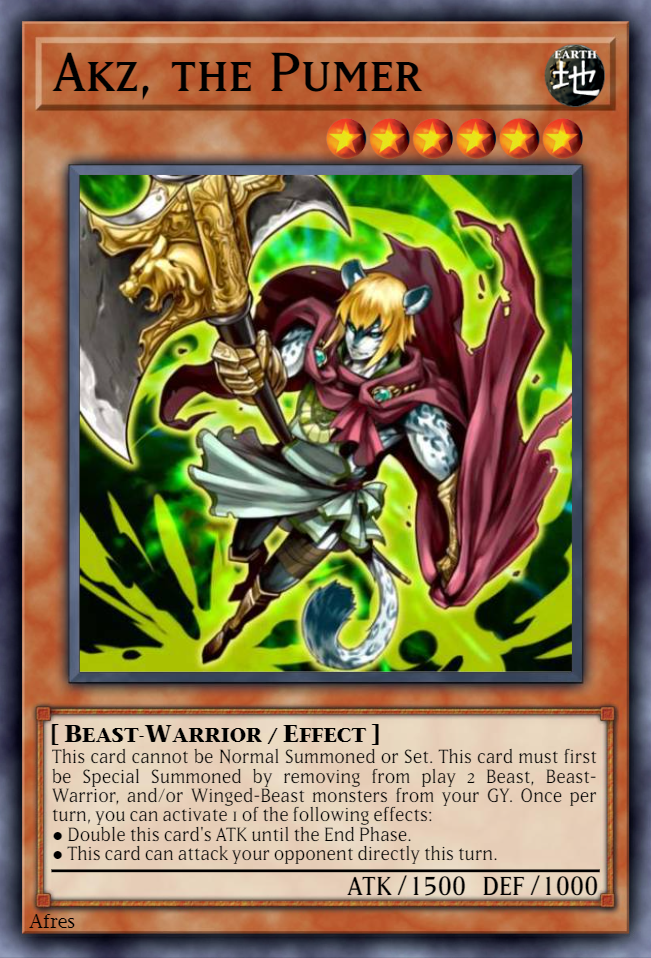 Akz, the Pumer
EARTH
地
[ Beast-Warrior / Effect ]
This card cannot be Normal Summoned or Set. This card must first
be Special Summoned by removing from play 2 Beast, Beast-
Warrior, and/or Winged-Beast monsters from your GY. Once per
turn, you can activate 1 of the following effects:
● Double this card's ATK until the End Phase.
● This card can attack your opponent directly this turn.
ATK / 1500 DEF / 1000
Afres